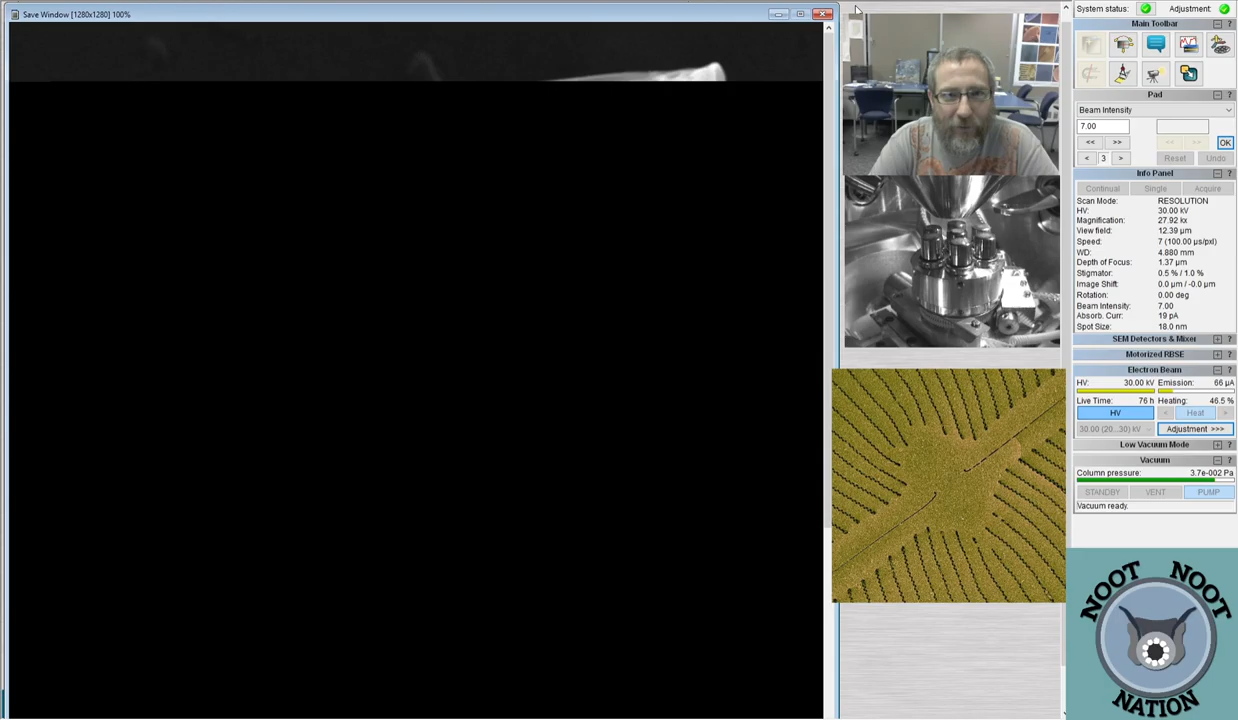 Save Window [1280x1280] 100%
System status: Adjustment:
Main Toolbar
?
Pad
?
Beam Intensity
7.00
<< >> << >> OK
< 3 > Reset Undo
Info Panel
?
Continual Single Acquire
Scan Mode: RESOLUTION
HV: 30.00 kV
Magnification: 27.92 kx
View field: 12.39 µm
Speed: 7 (100.00 µs/pxl)
WD: 4.880 mm
Depth of Focus: 1.37 µm
Stigmator: 0.5 % / 1.0 %
Image Shift: 0.0 µm / -0.0 µm
Rotation: 0.00 deg
Beam Intensity: 7.00
Absorb. Curr: 19 pA
Spot Size: 18.0 nm
SEM Detectors & Mixer
?
Motorized RBSE
?
Electron Beam
?
HV: 30.00 kV Emission: 66 µA
Live Time: 76 h Heating: 46.5 %
HV < Heat >
30.00 (20...30) kV Adjustment >>>
Low Vacuum Mode
?
Vacuum
?
Column pressure: 3.7e-002 Pa
STANDBY VENT PUMP
Vacuum ready.
NOOT NOOT
NATION